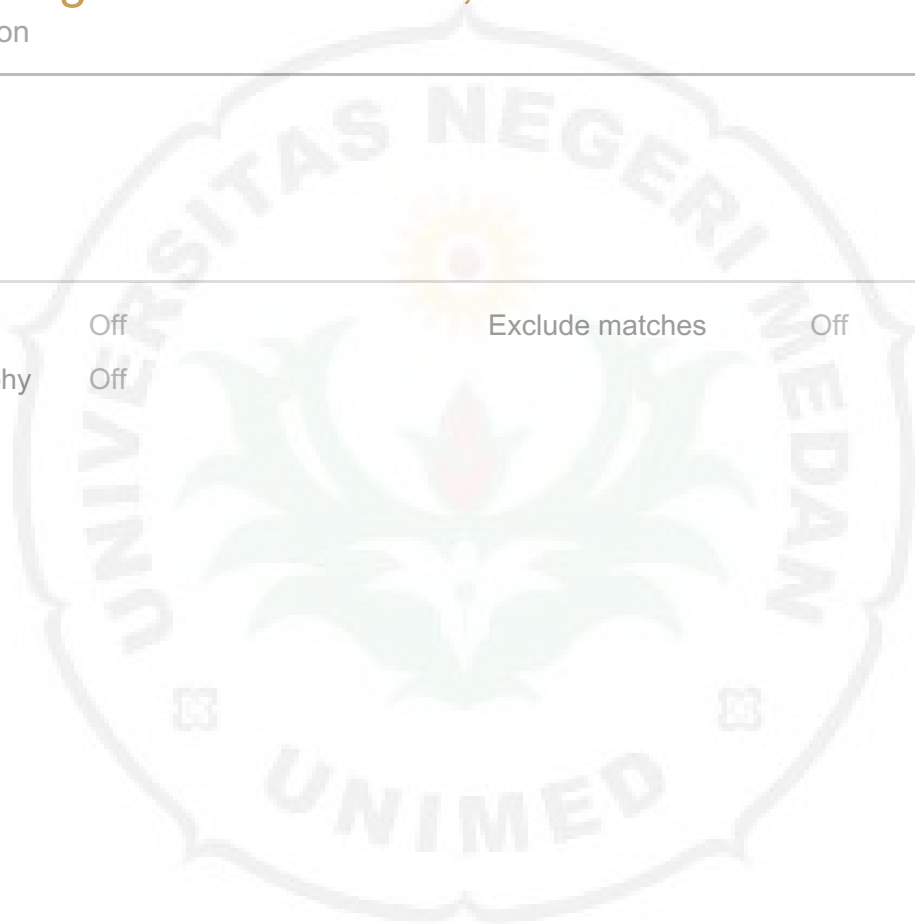 on
UNIVERSITAS NEGERI MEDAN
Off Exclude matches Off
hy Off
UNIMED